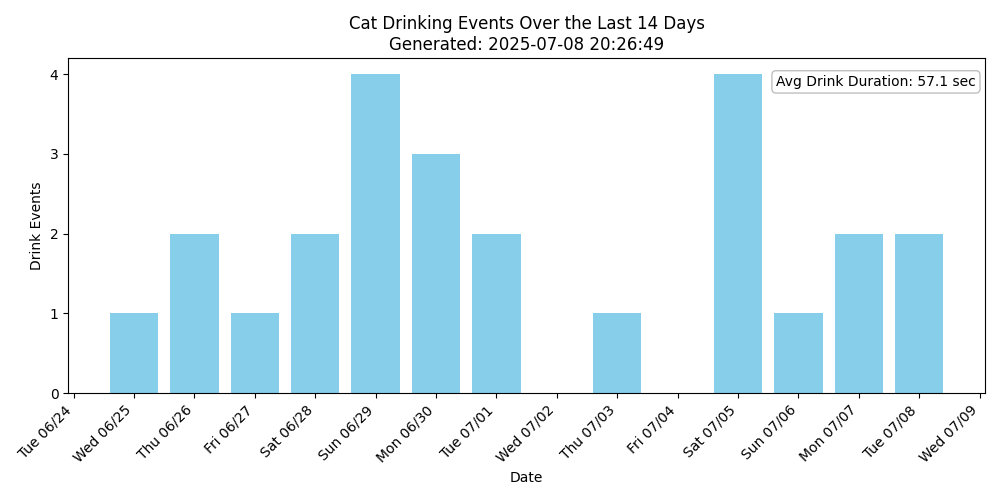 Cat Drinking Events Over the Last 14 Days
Generated: 2025-07-08 20:26:49
Avg Drink Duration: 57.1 sec
Drink Events
4
3
2
1
0
Tue 06/24
Wed 06/25
Thu 06/26
Fri 06/27
Sat 06/28
Sun 06/29
Mon 06/30
Tue 07/01
Wed 07/02
Thu 07/03
Fri 07/04
Sat 07/05
Sun 07/06
Mon 07/07
Tue 07/08
Wed 07/09
Date